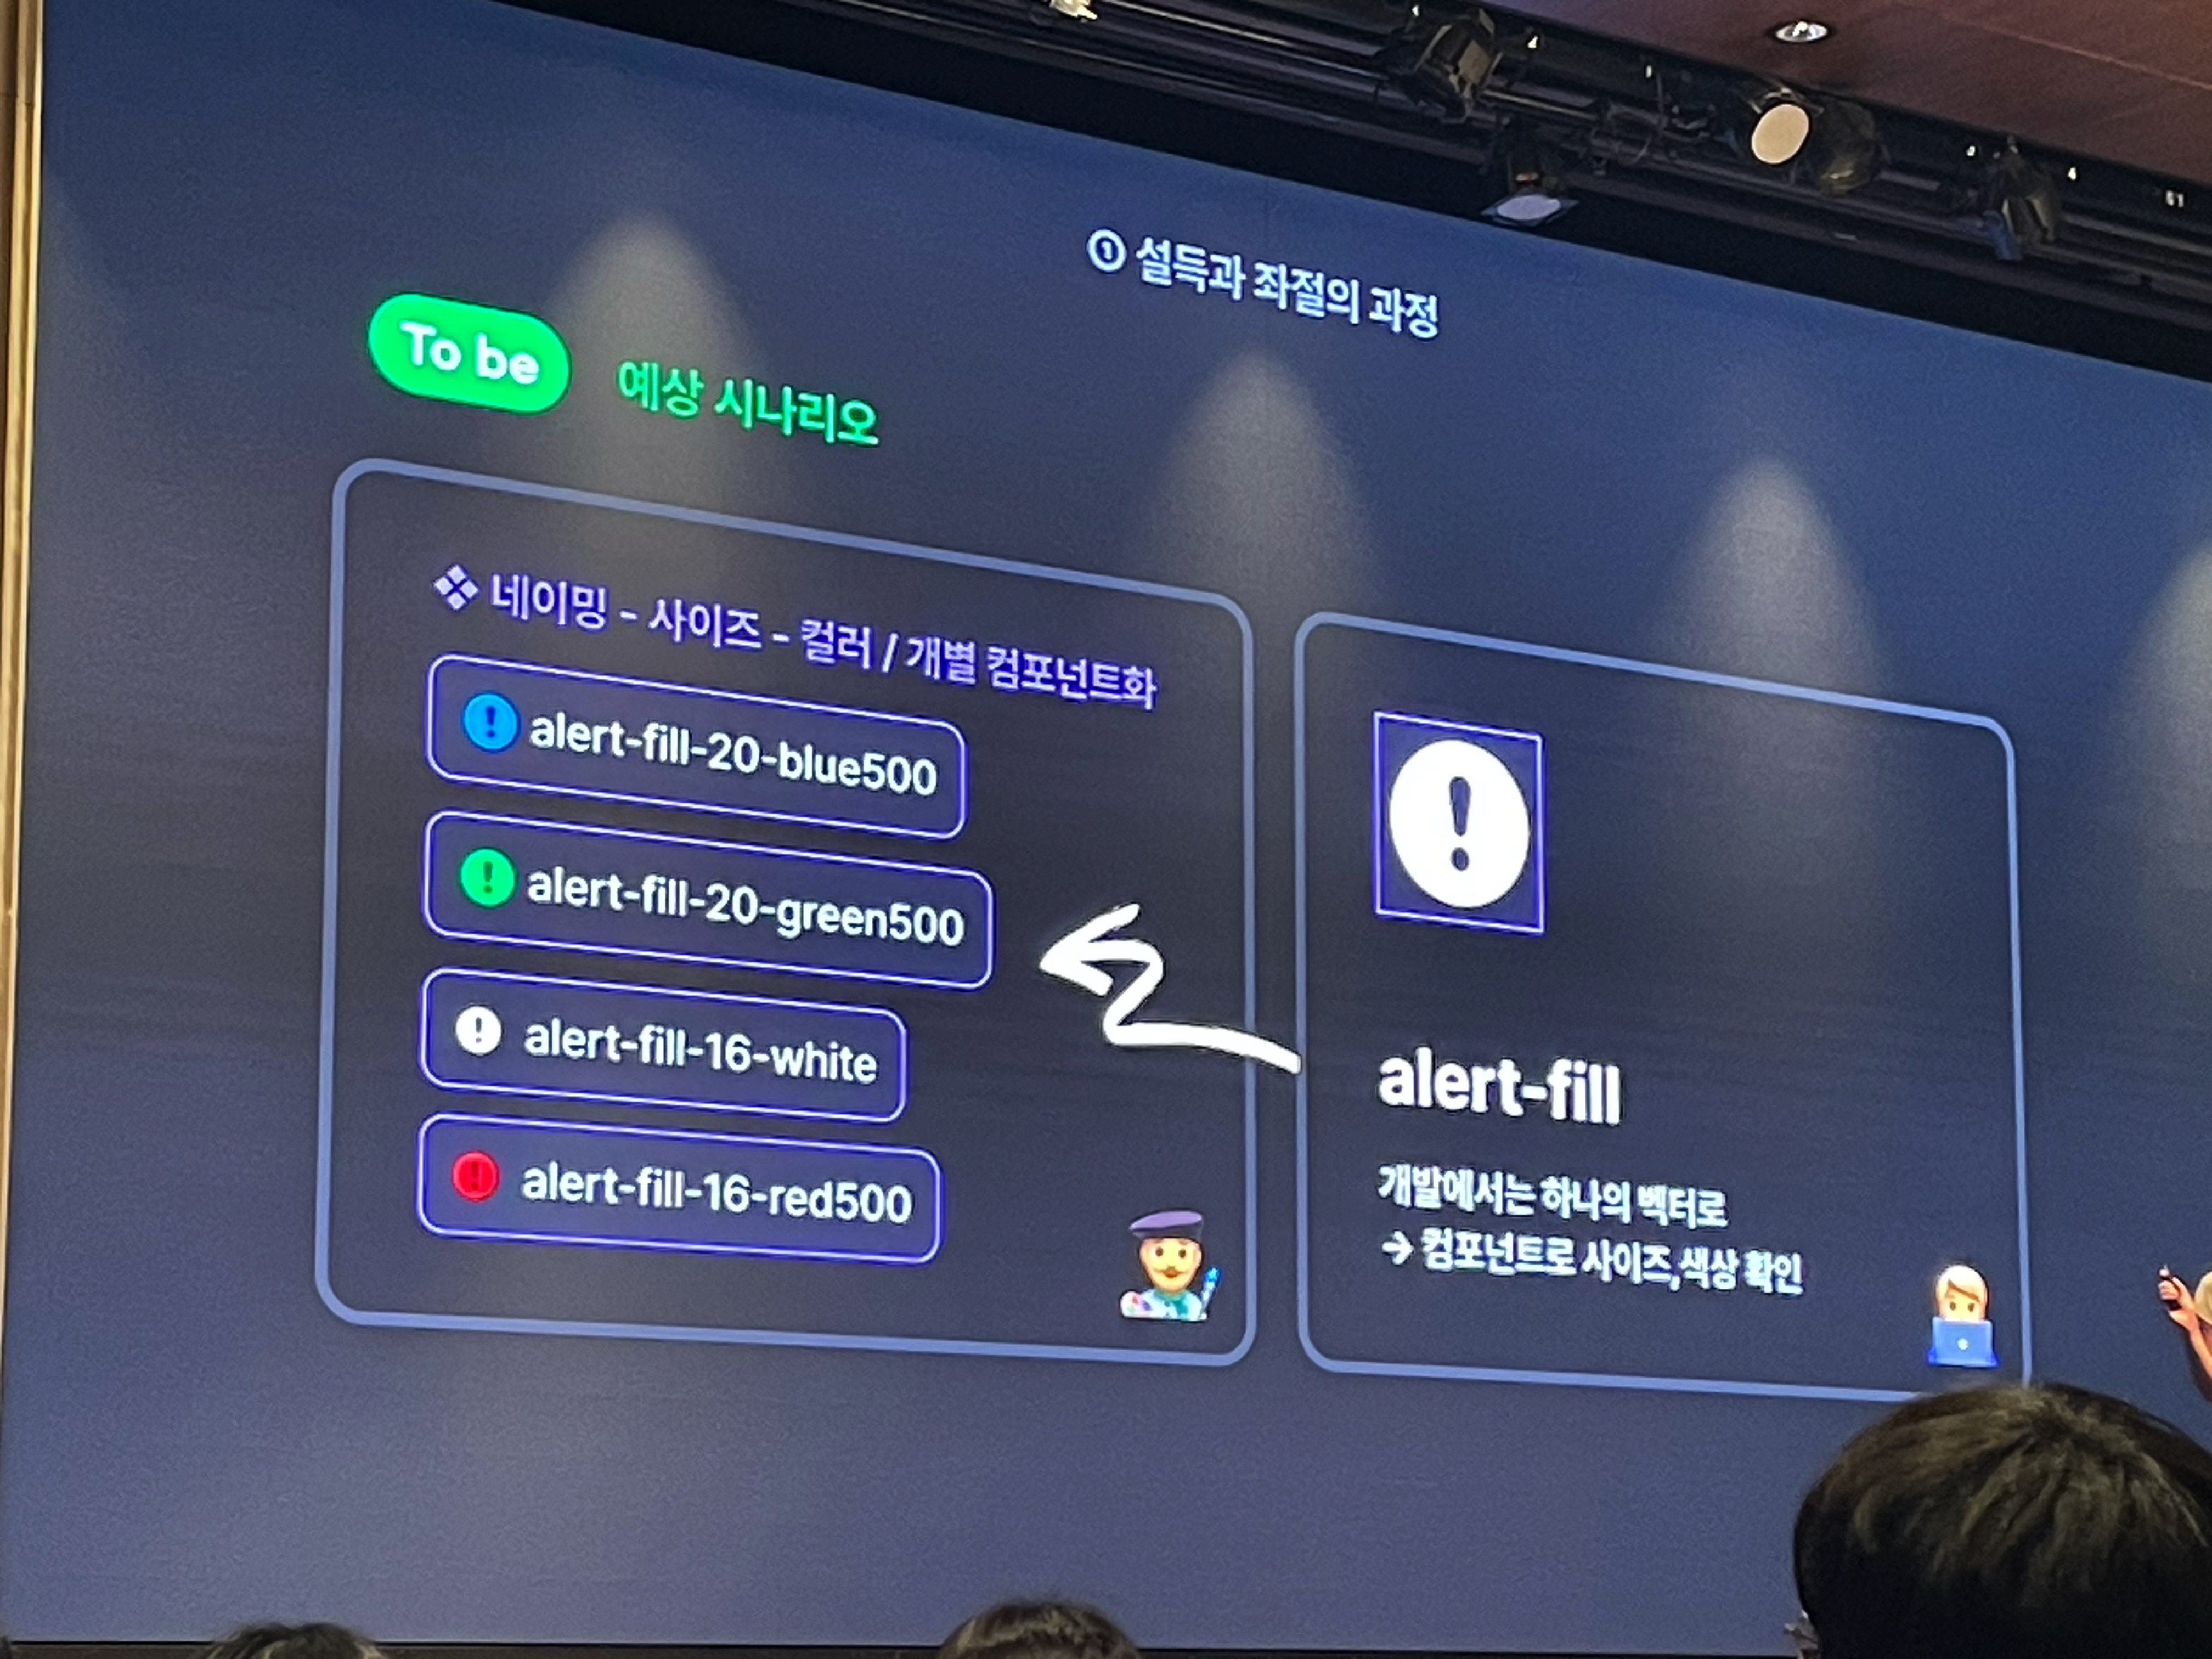 ① 설득과 좌절의 과정
To be 예상 시나리오
❖ 네이밍 - 사이즈 - 컬러 / 개별 컴포넌트화
alert-fill-20-blue500
alert-fill-20-green500
alert-fill-16-white
alert-fill-16-red500
alert-fill
개발에서는 하나의 벡터로
→ 컴포넌트로 사이즈,색상 확인